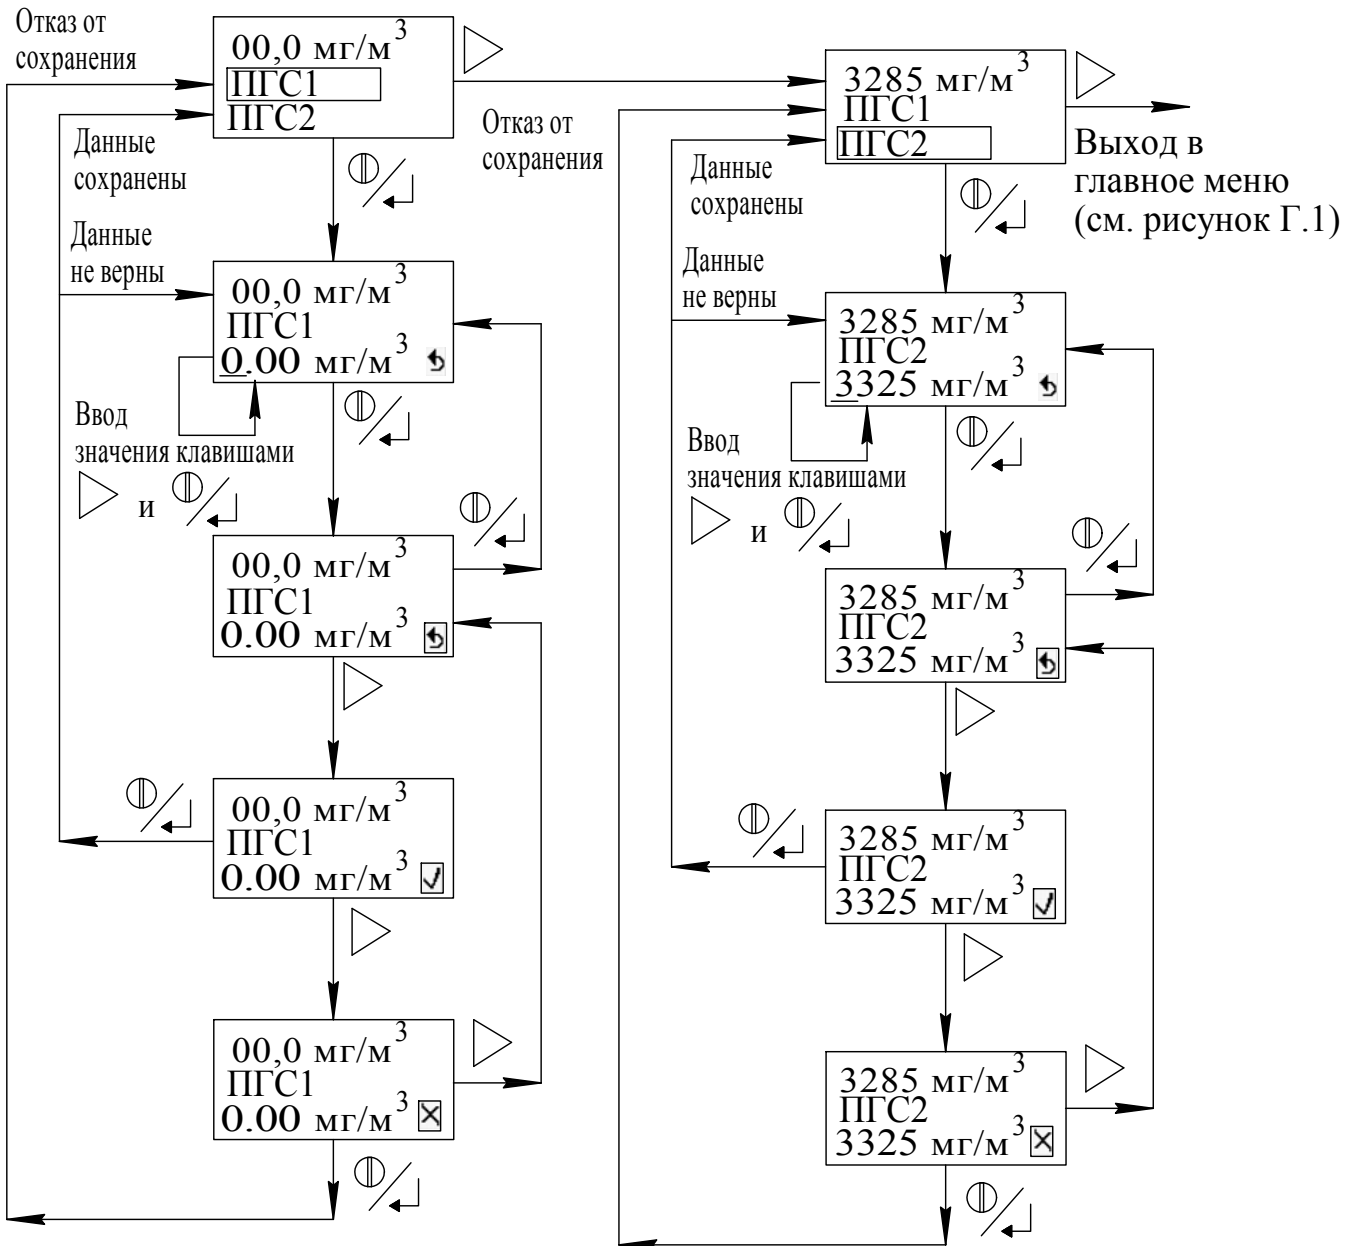 Отказ от
сохранения
00,0 мг/м³
ПГС1
ПГС2
Данные
сохранены
Данные
не верны
00,0 мг/м³
ПГС1
0.00 мг/м³
Ввод
значения клавишами
и
00,0 мг/м³
ПГС1
0.00 мг/м³
00,0 мг/м³
ПГС1
0.00 мг/м³
00,0 мг/м³
ПГС1
0.00 мг/м³
Отказ от
сохранения
3285 мг/м³
ПГС1
ПГС2
Выход в
главное меню
(см. рисунок Г.1)
Данные
сохранены
Данные
не верны
3285 мг/м³
ПГС2
3325 мг/м³
Ввод
значения клавишами
и
3285 мг/м³
ПГС2
3325 мг/м³
3285 мг/м³
ПГС2
3325 мг/м³
3285 мг/м³
ПГС2
3325 мг/м³